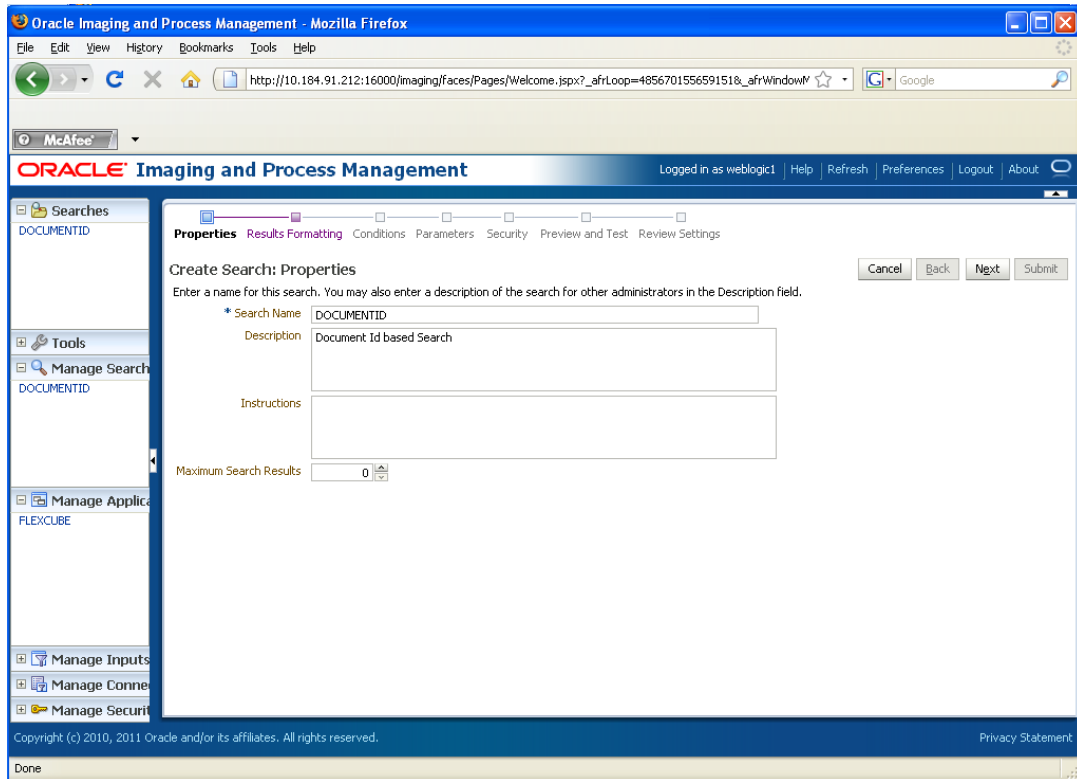 Oracle Imaging and Process Management - Mozilla Firefox
File Edit View History Bookmarks Tools Help
http://10.184.91.212:16000/imaging/faces/Pages/Welcome.jspx?_afrLoop=485670155659151&_afrWindowM
G Google
McAfee
ORACLE Imaging and Process Management
Logged in as weblogic1 Help Refresh Preferences Logout About
Searches
DOCUMENTID
Tools
Manage Search
DOCUMENTID
Manage Applica
FLEXCUBE
Manage Inputs
Manage Conne
Manage Securit
Properties Results Formatting Conditions Parameters Security Preview and Test Review Settings
Create Search: Properties
Cancel Back Next Submit
Enter a name for this search. You may also enter a description of the search for other administrators in the Description field.
* Search Name DOCUMENTID
Description Document Id based Search
Instructions
Maximum Search Results 0
Copyright (c) 2010, 2011 Oracle and/or its affiliates. All rights reserved.
Privacy Statement
Done